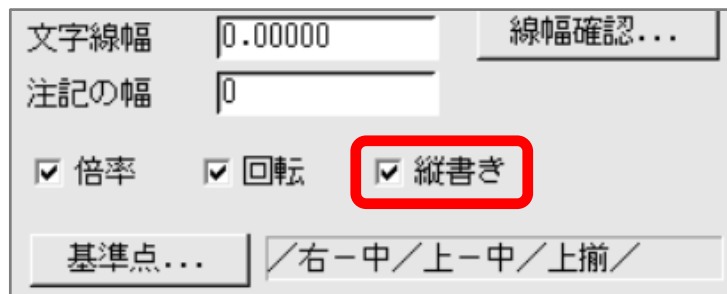 文字線幅 0.00000 線幅確認...
注記の幅 0
倍率 回転 縦書き
基準点... ／右－中／上－中／上揃／